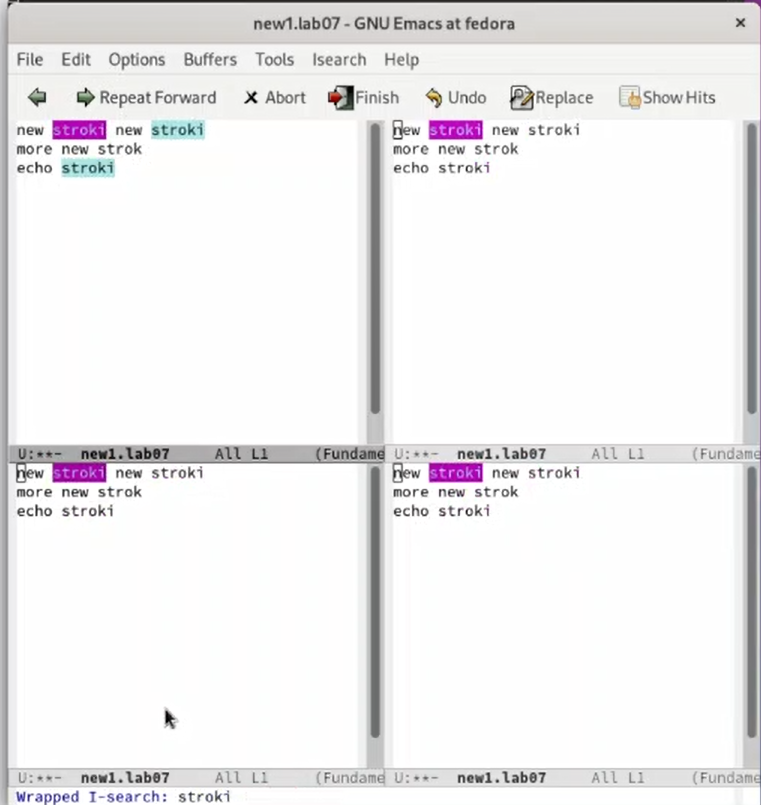 new1.lab07 - GNU Emacs at fedora
File Edit Options Buffers Tools Isearch Help
Repeat Forward Abort Finish Undo Replace Show Hits
new stroki new stroki
more new strok
echo stroki
U:**- new1.lab07 All L1 (Fundame
new stroki new stroki
more new strok
echo stroki
U:**- new1.lab07 All L1 (Fundame
new stroki new stroki
more new strok
echo stroki
U:**- new1.lab07 All L1 (Fundame
new stroki new stroki
more new strok
echo stroki
U:**- new1.lab07 All L1 (Fundame
Wrapped I-search: stroki